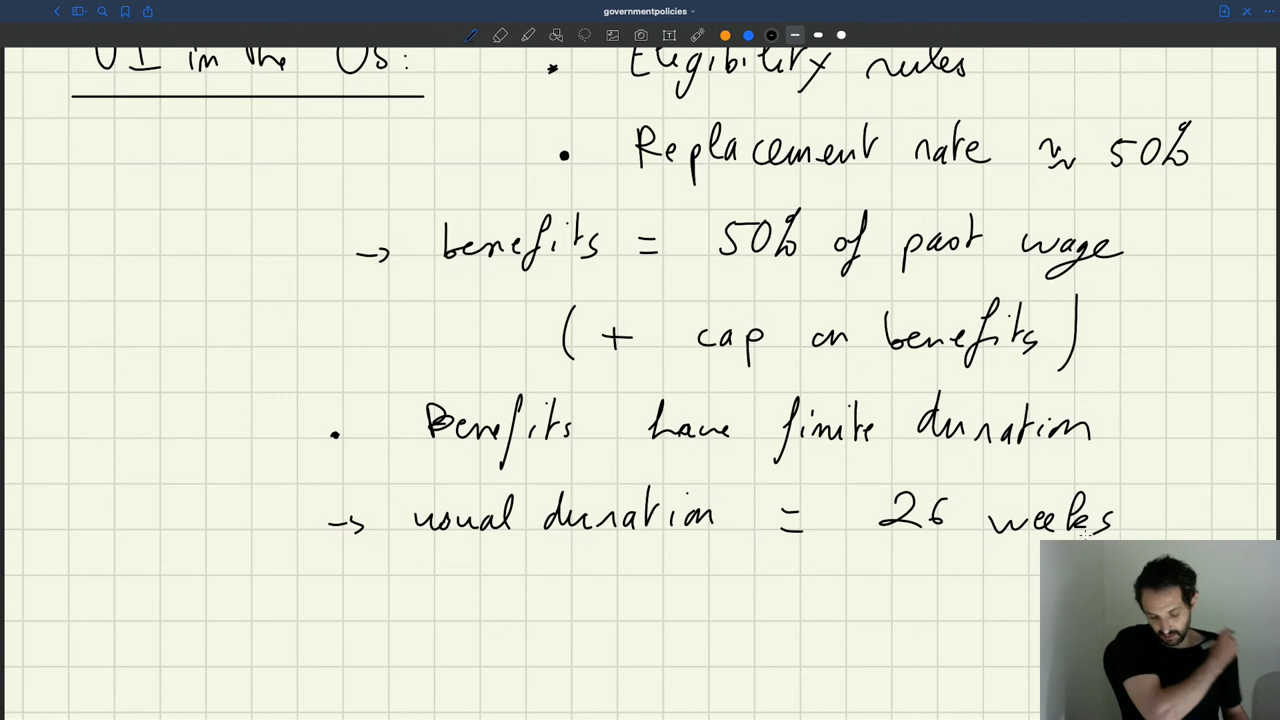 governmentpolicies
UI in the US:
• Eligibility rules
• Replacement rate ≈ 50%
→ benefits = 50% of past wage
(+ cap on benefits)
• Benefits have finite duration
→ usual duration = 26 weeks